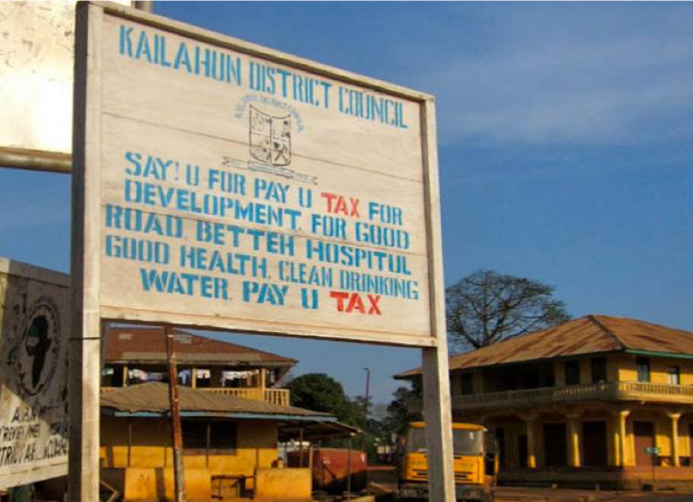 KAILAHUN DISTRICT COUNCIL
SAY! U FOR PAY U TAX FOR
DEVELOPMENT. FOR GOOD
ROAD. BETTEH HOSPITUL
GOOD HEALTH. CLEAN DRINKING
WATER. PAY U TAX